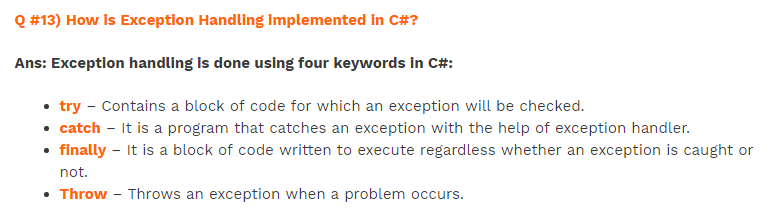 Q #13) How is Exception Handling implemented in C#?
Ans: Exception handling is done using four keywords in C#:
• try – Contains a block of code for which an exception will be checked.
• catch – It is a program that catches an exception with the help of exception handler.
• finally – It is a block of code written to execute regardless whether an exception is caught or
not.
• Throw – Throws an exception when a problem occurs.